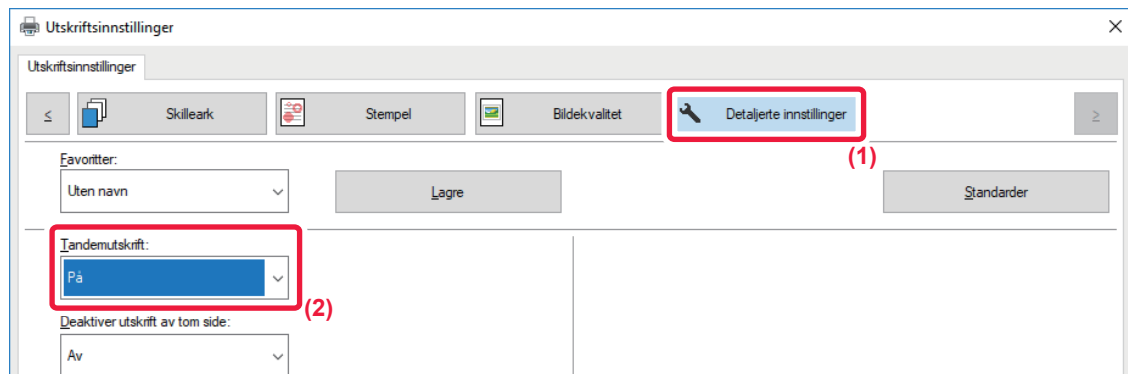 Utskriftsinnstillinger
Utskriftsinnstillinger
≤ Skilleark Stempel Bildekvalitet Detaljerte innstillinger ≥
(1)
Favoritter:
Uten navn Lagre Standarder
Tandemutskrift:
På
(2)
Deaktiver utskrift av tom side:
Av